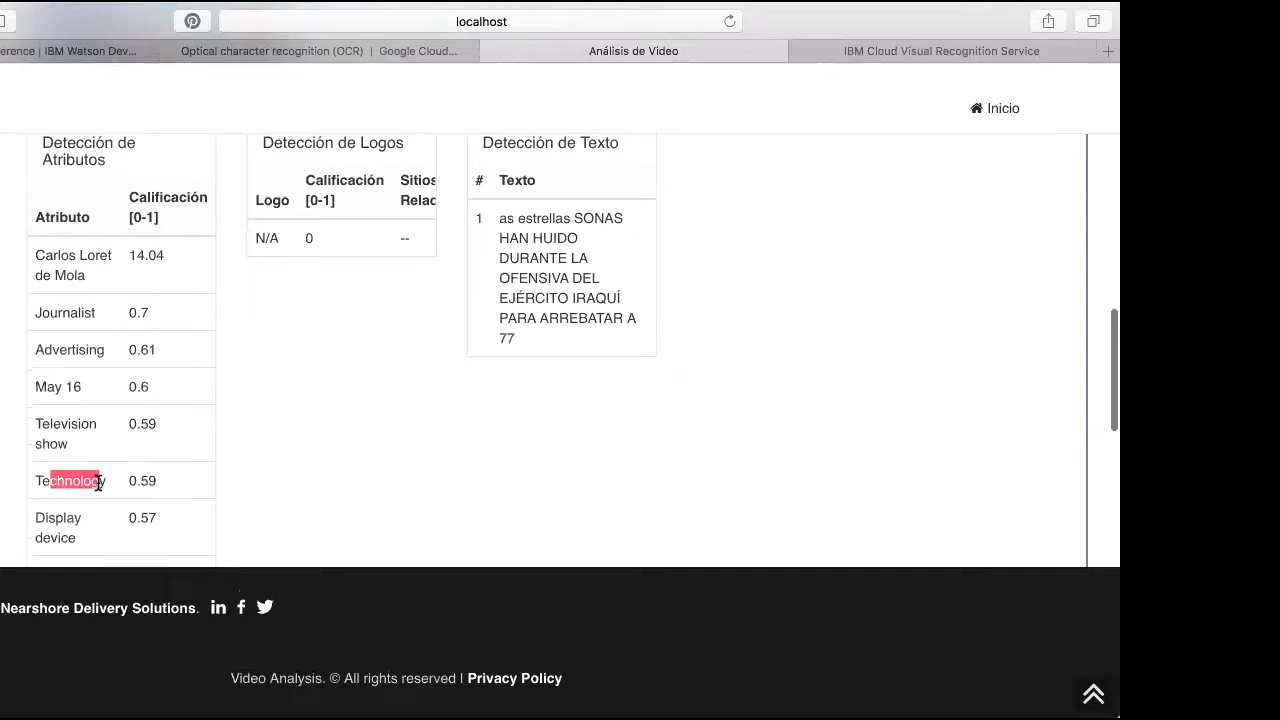 localhost
erence | IBM Watson Dev...
Optical character recognition (OCR) | Google Cloud...
Análisis de Video
IBM Cloud Visual Recognition Service
Inicio
Detección de
Atributos
Atributo
Calificación
[0-1]
Carlos Loret
de Mola
14.04
Journalist
0.7
Advertising
0.61
May 16
0.6
Television
show
0.59
Technology
0.59
Display
device
0.57
Detección de Logos
Logo
Calificación
[0-1]
Sitios
Relac
N/A
0
--
Detección de Texto
# Texto
1 as estrellas SONAS
HAN HUIDO
DURANTE LA
OFENSIVA DEL
EJÉRCITO IRAQUÍ
PARA ARREBATAR A
77
Nearshore Delivery Solutions.
Video Analysis. © All rights reserved | Privacy Policy